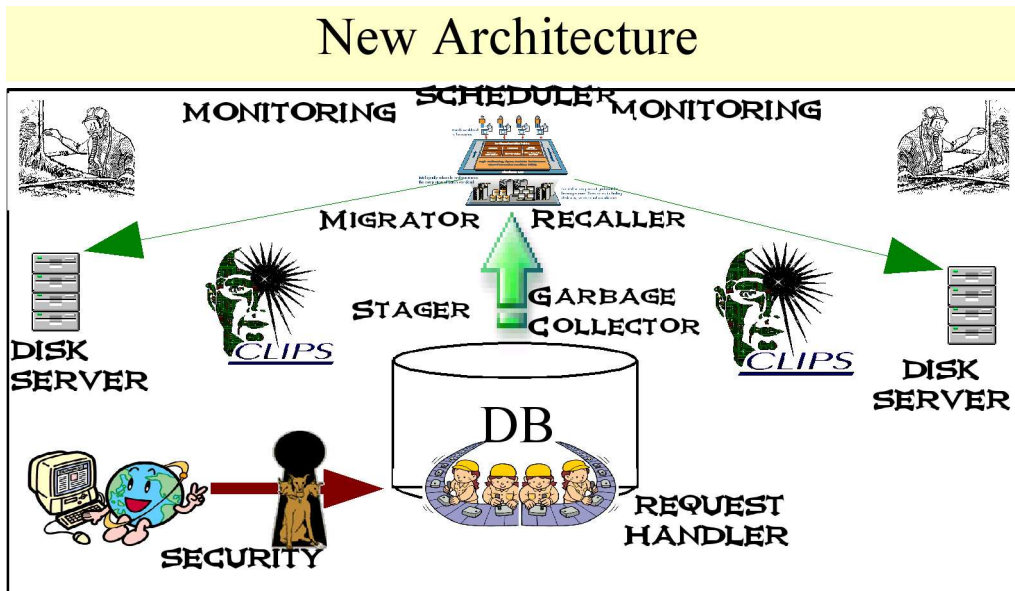 New Architecture
MONITORING
SCHEDULER
MONITORING
MIGRATOR
RECALLER
STAGER
GARBAGE
COLLECTOR
CLIPS
CLIPS
DISK
SERVER
DISK
SERVER
DB
REQUEST
HANDLER
SECURITY